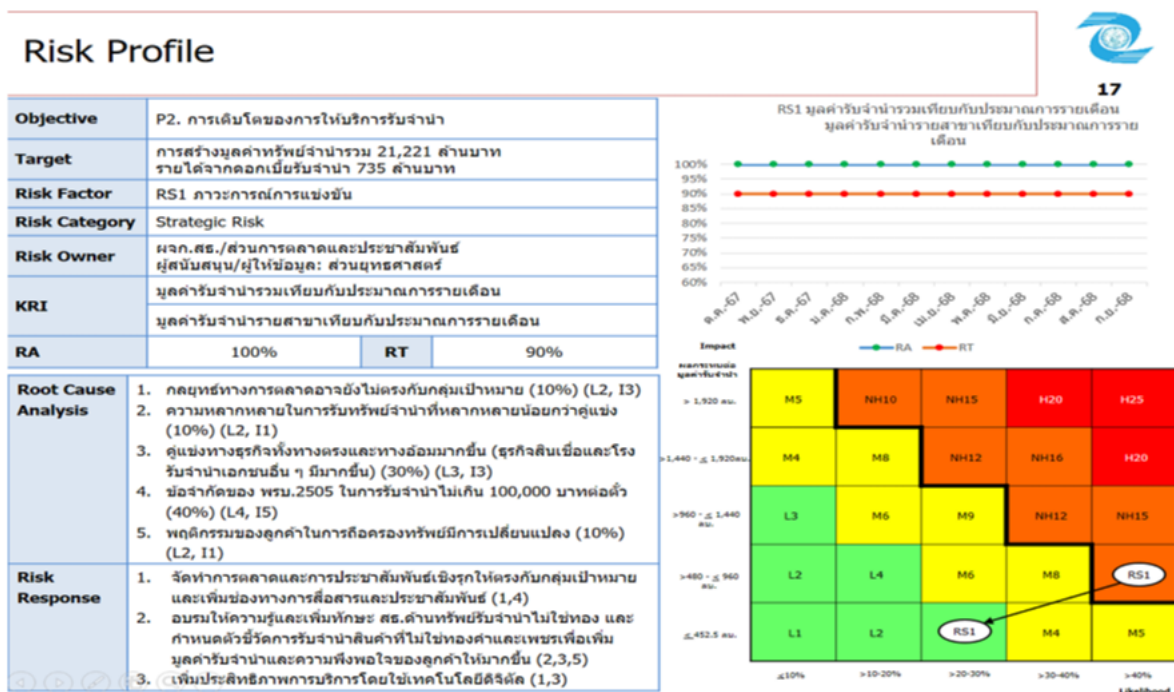 Risk Profile
17
Objective
P2. การเติบโตของการให้บริการรับจำนำ
Target
การสร้างมูลค่าทรัพย์จำนำรวม 21,221 ล้านบาท
รายได้จากดอกเบี้ยรับจำนำ 735 ล้านบาท
Risk Factor
RS1 ภาวะการณ์การแข่งขัน
Risk Category
Strategic Risk
Risk Owner
ผจก.สธ./ส่วนการตลาดและประชาสัมพันธ์
ผู้สนับสนุน/ผู้ให้ข้อมูล: ส่วนยุทธศาสตร์
KRI
มูลค่ารับจำนำรวมเทียบกับประมาณการรายเดือน
มูลค่ารับจำนำรายสาขาเทียบกับประมาณการรายเดือน
RA
100%
RT
90%
Root Cause
Analysis
1. กลยุทธ์ทางการตลาดอาจยังไม่ตรงกับกลุ่มเป้าหมาย (10%) (L2, I3)
2. ความหลากหลายในการรับทรัพย์จำนำที่หลากหลายน้อยกว่าคู่แข่ง
(10%) (L2, I1)
3. คู่แข่งทางธุรกิจทั้งทางตรงและทางอ้อมมากขึ้น (ธุรกิจสินเชื่อและโรง
รับจำนำเอกชนอื่น ๆ มีมากขึ้น) (30%) (L3, I3)
4. ข้อจำกัดของ พรบ.2505 ในการรับจำนำไม่เกิน 100,000 บาทต่อตั๋ว
(40%) (L4, I5)
5. พฤติกรรมของลูกค้าในการถือครองทรัพย์มีการเปลี่ยนแปลง (10%)
(L2, I1)
Risk
Response
1. จัดทำการตลาดและการประชาสัมพันธ์เชิงรุกให้ตรงกับกลุ่มเป้าหมาย
และเพิ่มช่องทางการสื่อสารและประชาสัมพันธ์ (1,4)
2. อบรมให้ความรู้และเพิ่มทักษะ สธ.ด้านทรัพย์รับจำนำไม่ใช่ทอง และ
กำหนดตัวชี้วัดการรับจำนำสินค้าที่ไม่ใช่ทองคำและเพชรเพื่อเพิ่ม
มูลค่ารับจำนำและความพึงพอใจของลูกค้าให้มากขึ้น (2,3,5)
3. เพิ่มประสิทธิภาพการบริการโดยใช้เทคโนโลยีดิจิตัล (1,3)
RS1 มูลค่ารับจำนำรวมเทียบกับประมาณการรายเดือน
มูลค่ารับจำนำรายสาขาเทียบกับประมาณการราย
เดือน
100%
95%
90%
85%
80%
75%
70%
65%
60%
ต.ค.-67 พ.ย.-67 ธ.ค.-67 ม.ค.-68 ก.พ.-68 มี.ค.-68 เม.ย.-68 พ.ค.-68 มิ.ย.-68 ก.ค.-68 ส.ค.-68 ก.ย.-68
RA RT
Impact
ผลกระทบต่อ
มูลค่ารับจำนำ
> 1,920 ลบ. M5 NH10 NH15 H20 H25
>1,440 - ≤ 1,920ลบ. M4 M8 NH12 NH16 H20
>960 - ≤ 1,440
ลบ.
L3 M6 M9 NH12 NH15
>480 - ≤ 960
ลบ.
L2 L4 M6 M8 RS1
≤ 452.5 ลบ. L1 L2 RS1 M4 M5
≤10% >10-20% >20-30% >30-40% >40%
Likelihood